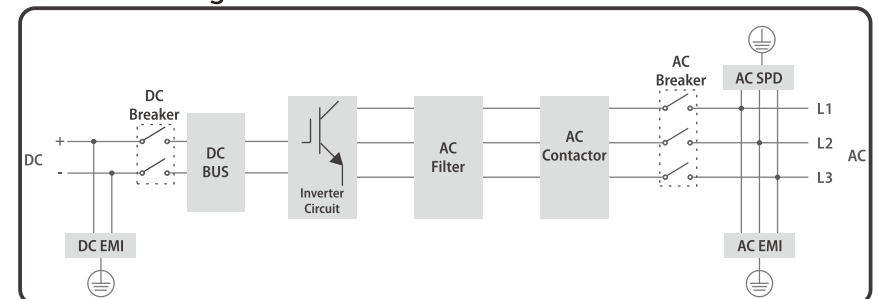 DC
+
-
DC
Breaker
DC
BUS
DC EMI
Inverter
Circuit
AC
Filter
AC
Contactor
AC
Breaker
AC SPD
L1
L2
L3
AC
AC EMI